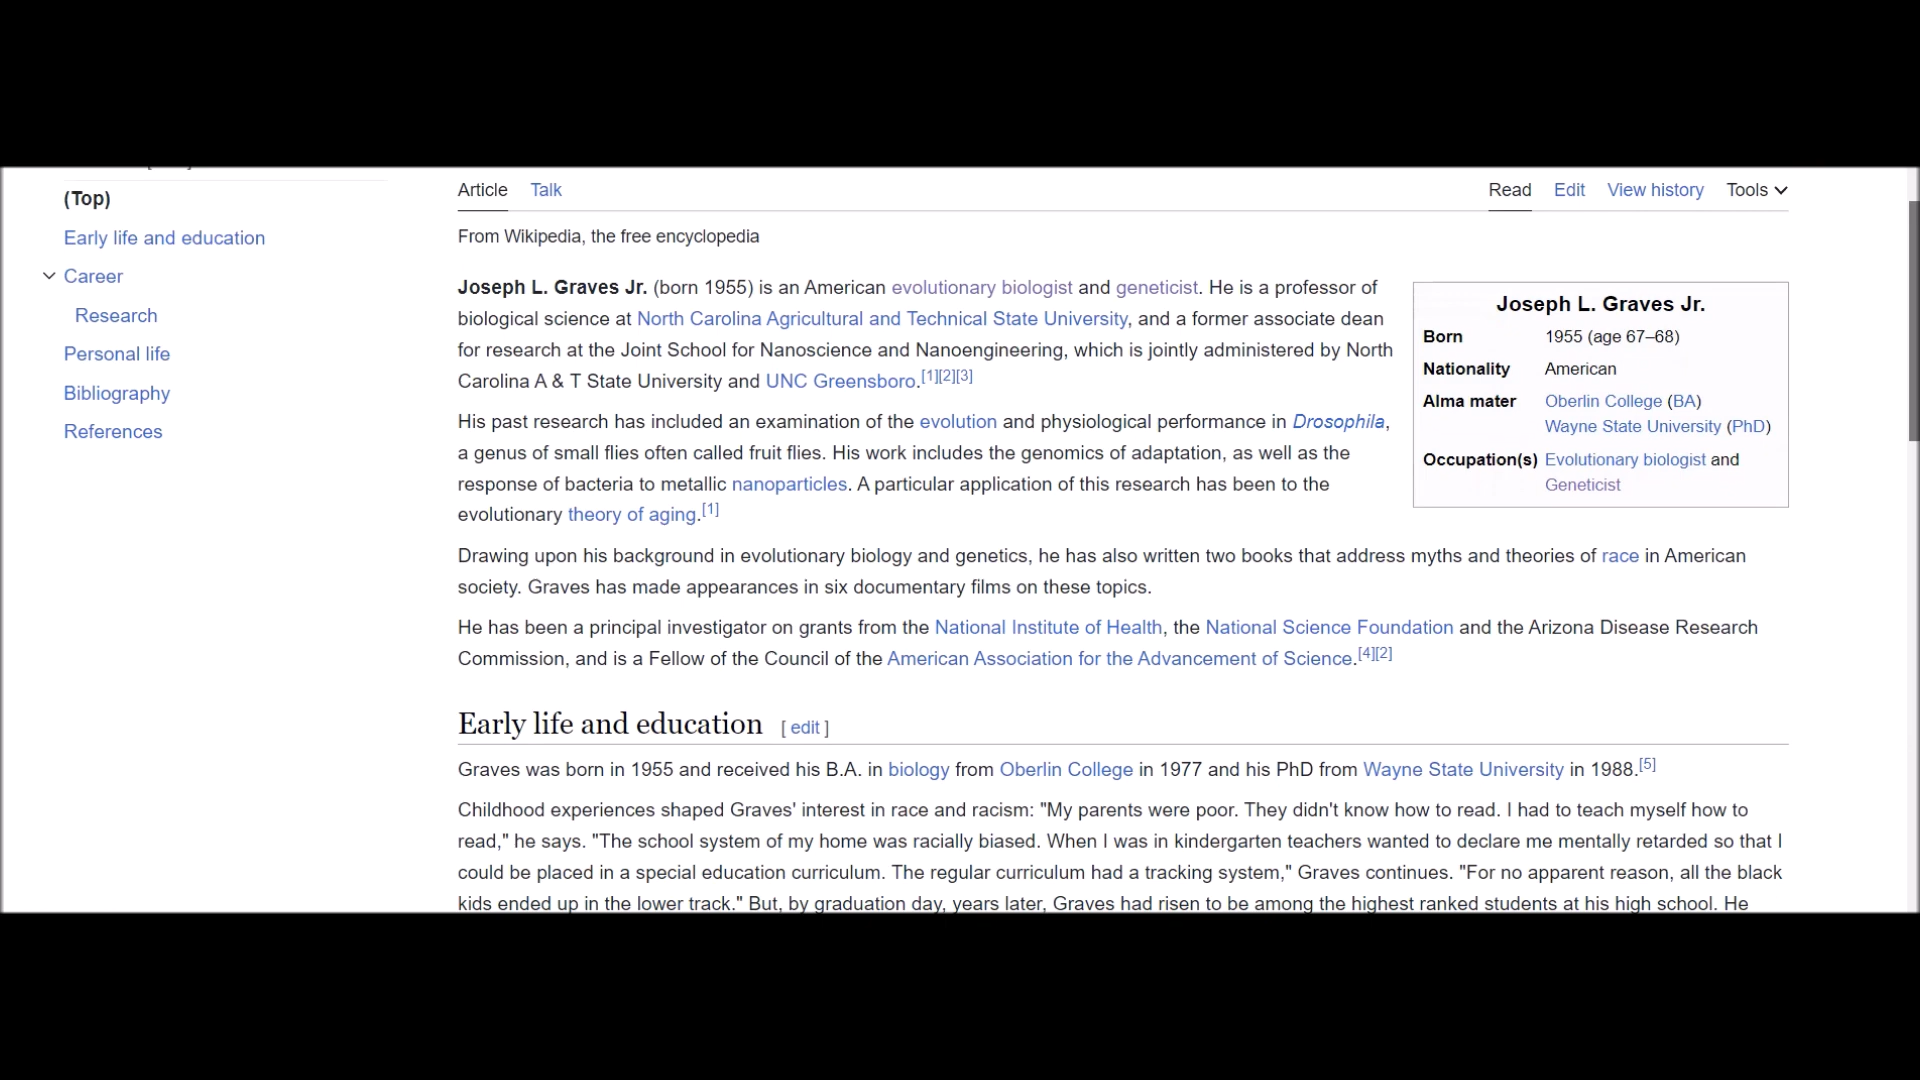 (Top)
Early life and education
Career
Research
Personal life
Bibliography
References
Article Talk
Read Edit View history Tools
From Wikipedia, the free encyclopedia
Joseph L. Graves Jr. (born 1955) is an American evolutionary biologist and geneticist. He is a professor of
biological science at North Carolina Agricultural and Technical State University, and a former associate dean
for research at the Joint School for Nanoscience and Nanoengineering, which is jointly administered by North
Carolina A & T State University and UNC Greensboro.[1][2][3]
His past research has included an examination of the evolution and physiological performance in Drosophila,
a genus of small flies often called fruit flies. His work includes the genomics of adaptation, as well as the
response of bacteria to metallic nanoparticles. A particular application of this research has been to the
evolutionary theory of aging.[1]
Joseph L. Graves Jr.
Born 1955 (age 67–68)
Nationality American
Alma mater Oberlin College (BA)
Wayne State University (PhD)
Occupation(s) Evolutionary biologist and
Geneticist
Drawing upon his background in evolutionary biology and genetics, he has also written two books that address myths and theories of race in American
society. Graves has made appearances in six documentary films on these topics.
He has been a principal investigator on grants from the National Institute of Health, the National Science Foundation and the Arizona Disease Research
Commission, and is a Fellow of the Council of the American Association for the Advancement of Science.[4][2]
Early life and education [ edit ]
Graves was born in 1955 and received his B.A. in biology from Oberlin College in 1977 and his PhD from Wayne State University in 1988.[5]
Childhood experiences shaped Graves' interest in race and racism: "My parents were poor. They didn't know how to read. I had to teach myself how to
read," he says. "The school system of my home was racially biased. When I was in kindergarten teachers wanted to declare me mentally retarded so that I
could be placed in a special education curriculum. The regular curriculum had a tracking system," Graves continues. "For no apparent reason, all the black
kids ended up in the lower track." But, by graduation day, years later, Graves had risen to be among the highest ranked students at his high school. He